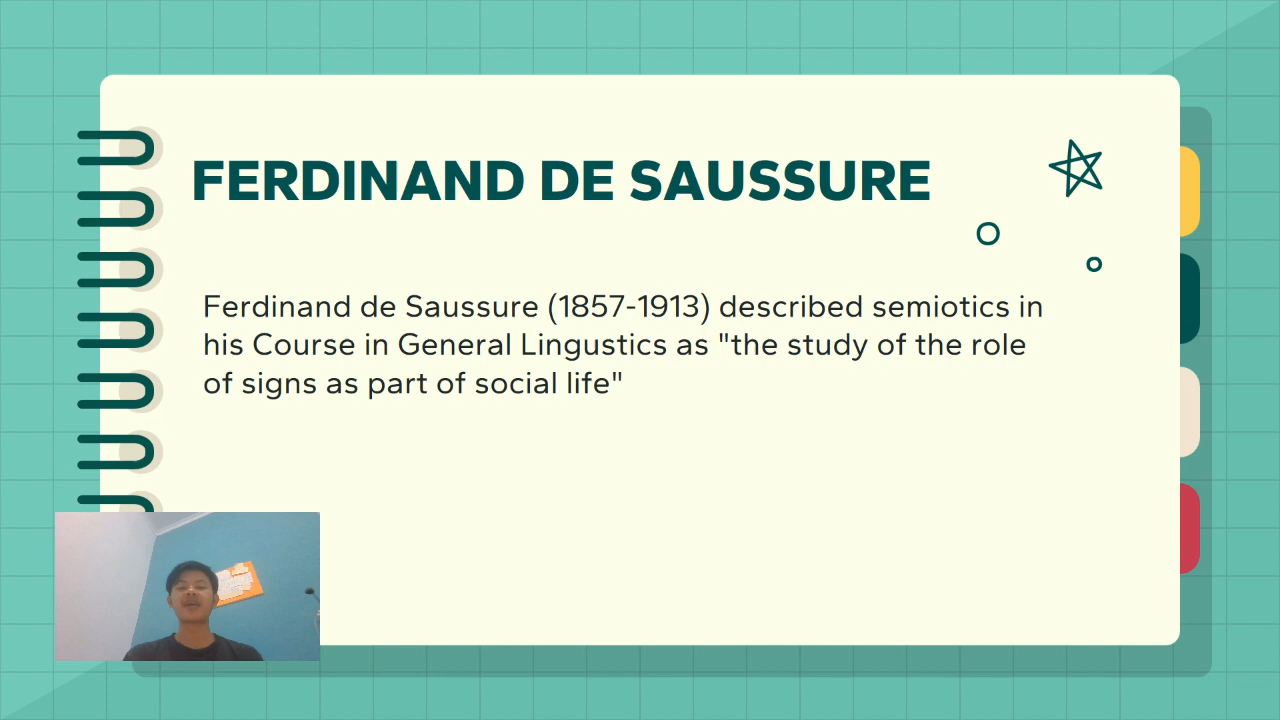 FERDINAND DE SAUSSURE
Ferdinand de Saussure (1857-1913) described semiotics in
his Course in General Lingustics as "the study of the role
of signs as part of social life"